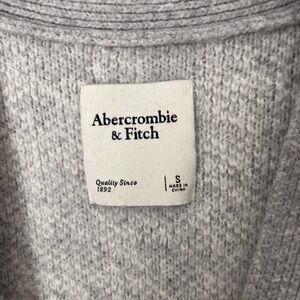 Abercrombie
& Fitch
Quality Since
1892
S
MADE IN
CHINA